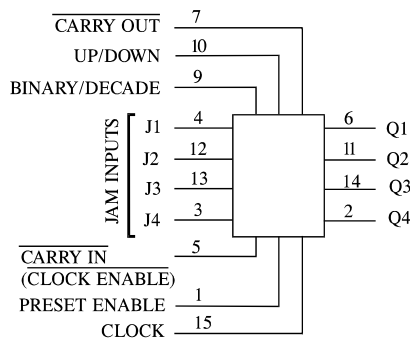 CARRY OUT 7
UP/DOWN 10
BINARY/DECADE 9
JAM INPUTS
J1 4 6 Q1
J2 12 11 Q2
J3 13 14 Q3
J4 3 2 Q4
CARRY IN 5
(CLOCK ENABLE)
PRESET ENABLE 1
CLOCK 15